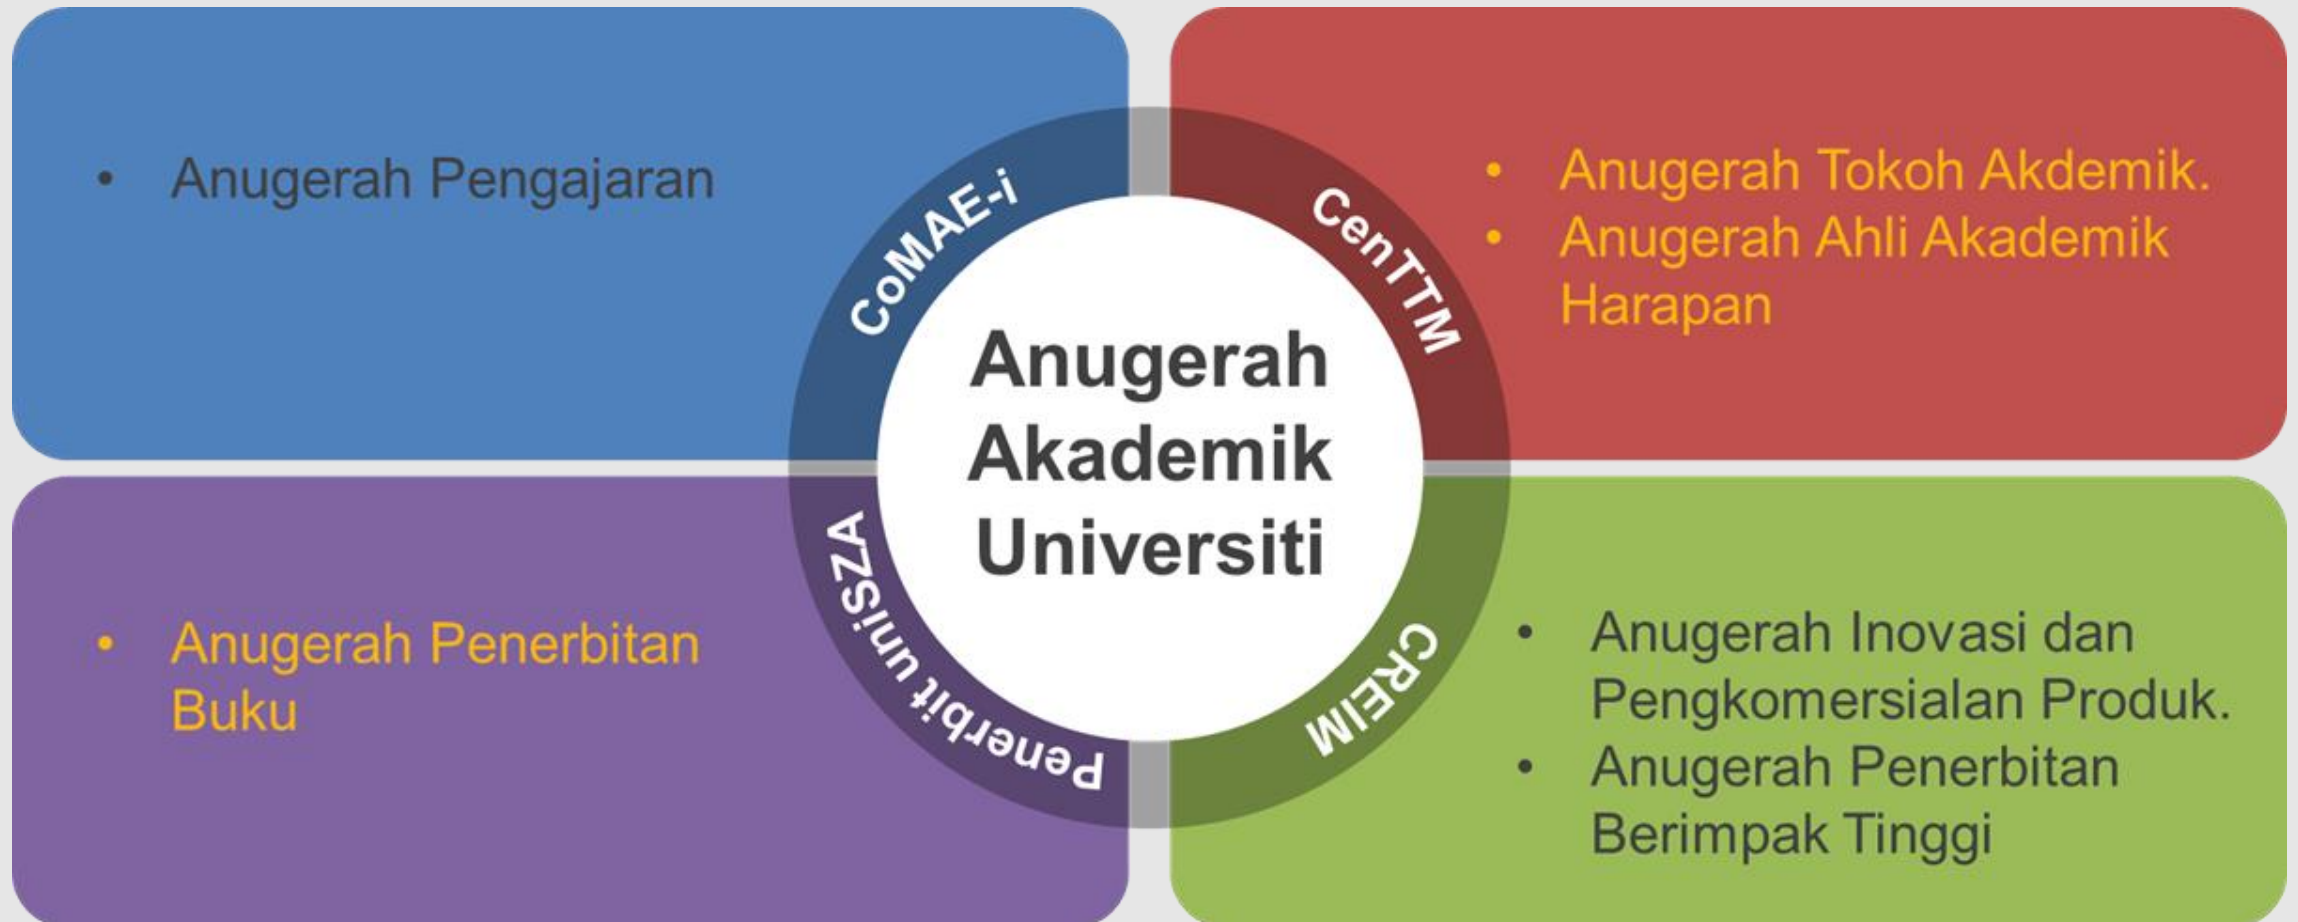 • Anugerah Pengajaran
CoMAE-i
CenTTM
• Anugerah Tokoh Akdemik.
• Anugerah Ahli Akademik
Harapan
Anugerah
Akademik
Universiti
• Anugerah Penerbitan
Buku
Penerbit uniSZA
CREIM
• Anugerah Inovasi dan
Pengkomersialan Produk.
• Anugerah Penerbitan
Berimpak Tinggi